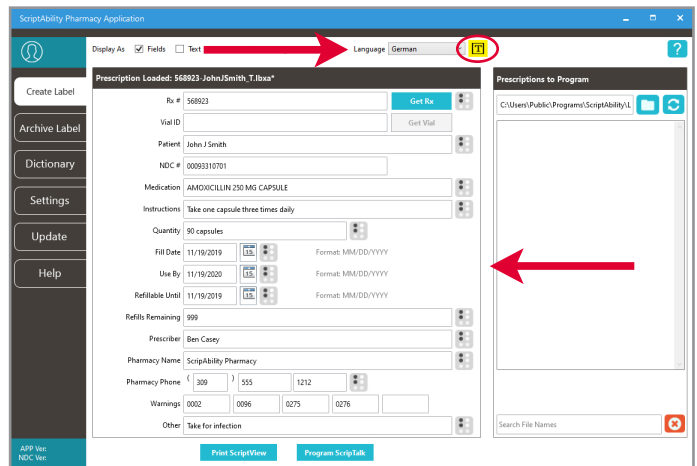 ScriptAbility Pharmacy Application
Display As Fields Text Language German T ?
Create Label
Archive Label
Dictionary
Settings
Update
Help
Prescription Loaded: 568923-JohnJSmith_T.lbxa*
Rx # 568923 Get Rx
Vial ID Get Vial
Patient John J Smith
NDC # 00093310701
Medication AMOXICILLIN 250 MG CAPSULE
Instructions Take one capsule three times daily
Quantity 90 capsules
Fill Date 11/19/2019 15 Format: MM/DD/YYYY
Use By 11/19/2020 15 Format: MM/DD/YYYY
Refillable Until 11/19/2019 15 Format: MM/DD/YYYY
Refills Remaining 999
Prescriber Ben Casey
Pharmacy Name ScripAbility Pharmacy
Pharmacy Phone ( 309 ) 555 1212
Warnings 0002 0096 0275 0276
Other Take for infection
Print ScriptView Program ScripTalk
Prescriptions to Program
C:\Users\Public\Programs\ScriptAbility\L
Search File Names
APP Ver:
NDC Ver: